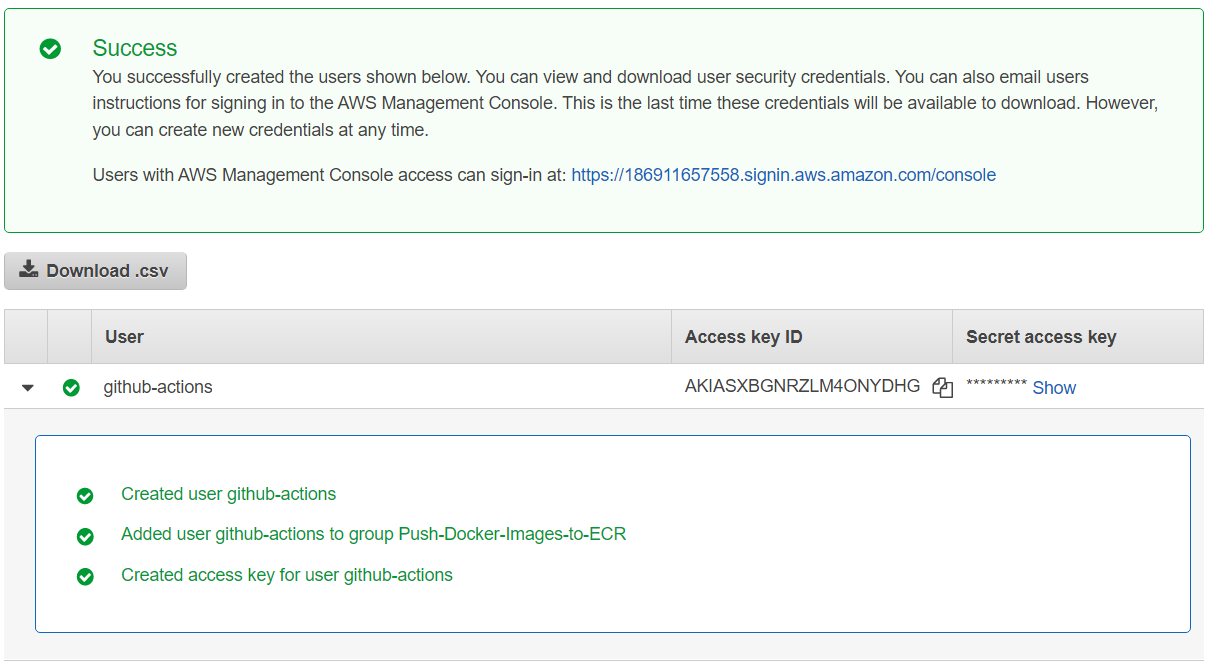 Success
You successfully created the users shown below. You can view and download user security credentials. You can also email users
instructions for signing in to the AWS Management Console. This is the last time these credentials will be available to download. However,
you can create new credentials at any time.
Users with AWS Management Console access can sign-in at: https://186911657558.signin.aws.amazon.com/console
Download .csv
User Access key ID Secret access key
github-actions AKIASXBGNRZLM4ONYDHG ********* Show
Created user github-actions
Added user github-actions to group Push-Docker-Images-to-ECR
Created access key for user github-actions